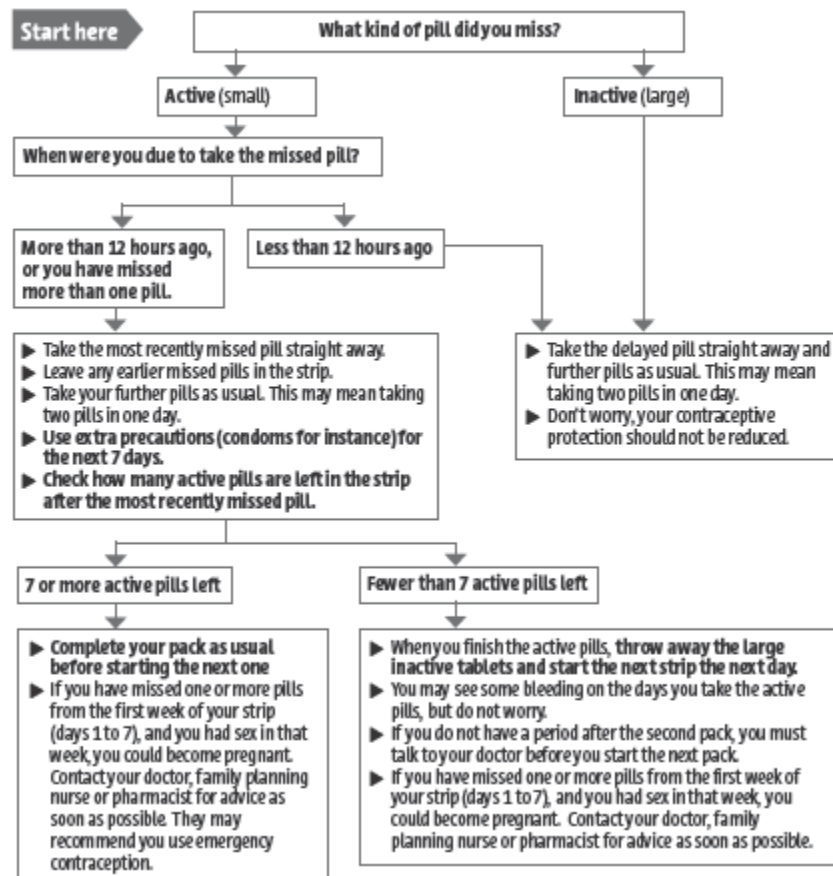 Start here
What kind of pill did you miss?
Active (small)
Inactive (large)
When were you due to take the missed pill?
More than 12 hours ago,
or you have missed
more than one pill.
Less than 12 hours ago
▶ Take the most recently missed pill straight away.
▶ Leave any earlier missed pills in the strip.
▶ Take your further pills as usual. This may mean taking
two pills in one day.
▶ Use extra precautions (condoms for instance) for
the next 7 days.
▶ Check how many active pills are left in the strip
after the most recently missed pill.
▶ Take the delayed pill straight away and
further pills as usual. This may mean
taking two pills in one day.
▶ Don't worry, your contraceptive
protection should not be reduced.
7 or more active pills left
Fewer than 7 active pills left
▶ Complete your pack as usual
before starting the next one
▶ If you have missed one or more pills
from the first week of your strip
(days 1 to 7), and you had sex in that
week, you could become pregnant.
Contact your doctor, family planning
nurse or pharmacist for advice as
soon as possible. They may
recommend you use emergency
contraception.
▶ When you finish the active pills, throw away the large
inactive tablets and start the next strip the next day.
▶ You may see some bleeding on the days you take the active
pills, but do not worry.
▶ If you do not have a period after the second pack, you must
talk to your doctor before you start the next pack.
▶ If you have missed one or more pills from the first week of
your strip (days 1 to 7), and you had sex in that week, you
could become pregnant. Contact your doctor, family
planning nurse or pharmacist for advice as soon as possible.